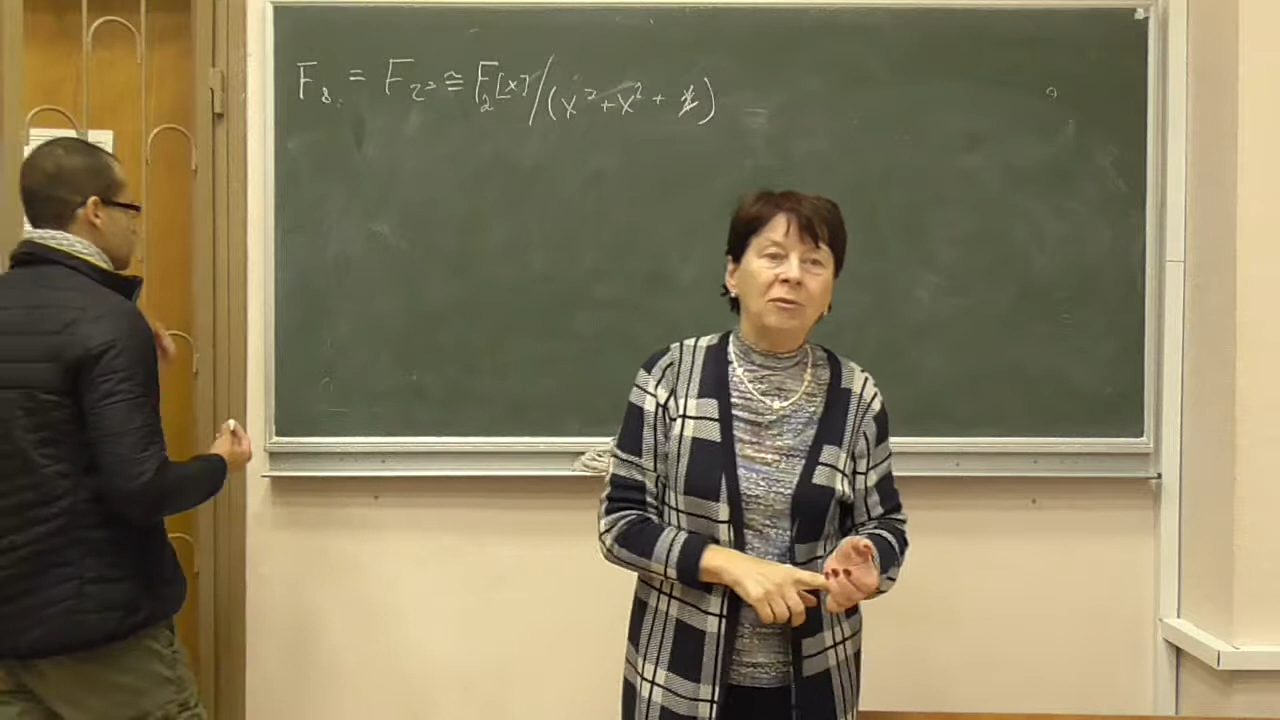 F₈ = F₂³ ≅ F₂[x]/(x³+x²+1)